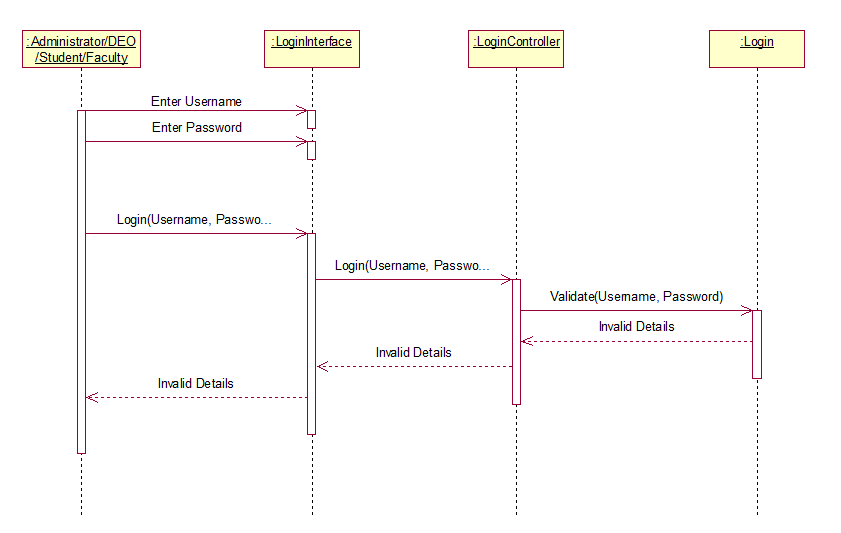 :Administrator/DEO
/Student/Faculty
:LoginInterface
:LoginController
:Login
Enter Username
Enter Password
Login(Username, Passwo...
Login(Username, Passwo...
Validate(Username, Password)
Invalid Details
Invalid Details
Invalid Details